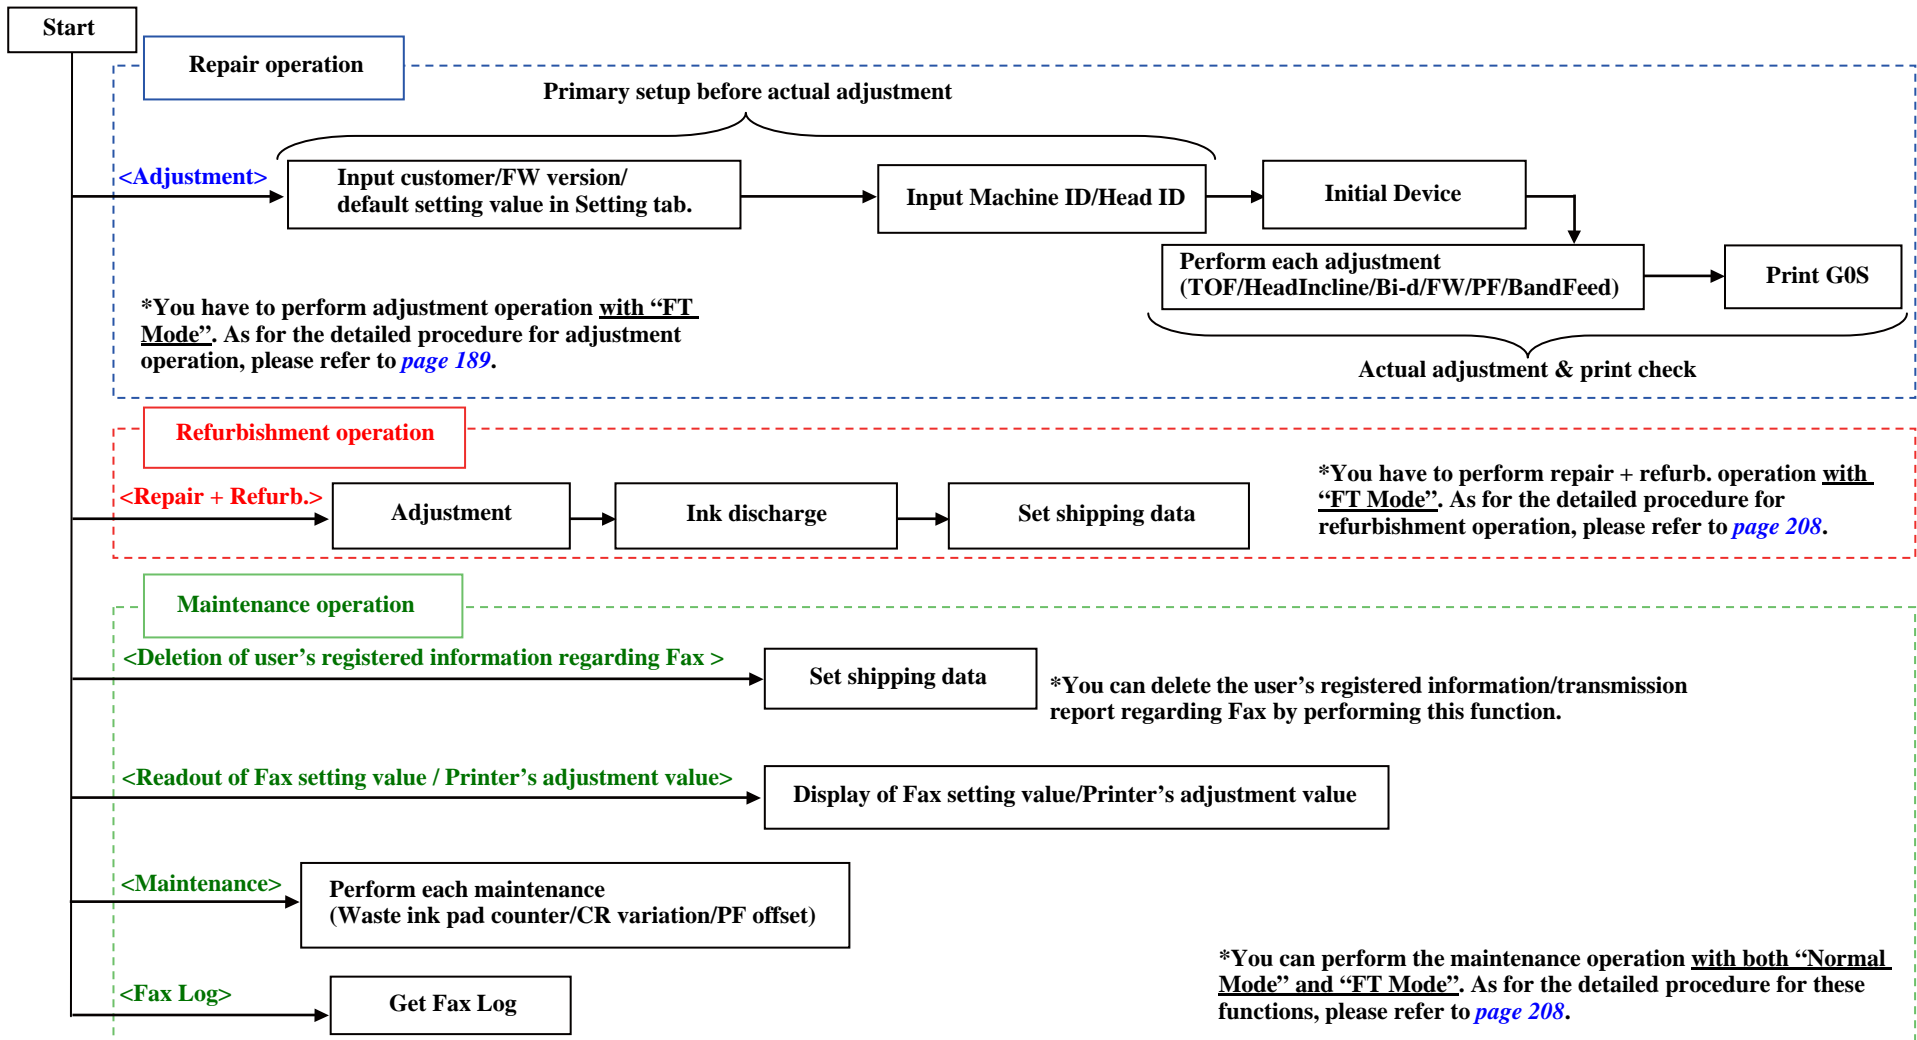 Start
Repair operation
Primary setup before actual adjustment
<Adjustment>
Input customer/FW version/
default setting value in Setting tab.
Input Machine ID/Head ID
Initial Device
Perform each adjustment
(TOF/HeadIncline/Bi-d/FW/PF/BandFeed)
Print G0S
*You have to perform adjustment operation with “FT
Mode”. As for the detailed procedure for adjustment
operation, please refer to page 189.
Actual adjustment & print check
Refurbishment operation
<Repair + Refurb.>
Adjustment
Ink discharge
Set shipping data
*You have to perform repair + refurb. operation with
“FT Mode”. As for the detailed procedure for
refurbishment operation, please refer to page 208.
Maintenance operation
<Deletion of user’s registered information regarding Fax >
Set shipping data
*You can delete the user’s registered information/transmission
report regarding Fax by performing this function.
<Readout of Fax setting value / Printer’s adjustment value>
Display of Fax setting value/Printer’s adjustment value
<Maintenance>
Perform each maintenance
(Waste ink pad counter/CR variation/PF offset)
<Fax Log>
Get Fax Log
*You can perform the maintenance operation with both “Normal
Mode” and “FT Mode”. As for the detailed procedure for these
functions, please refer to page 208.